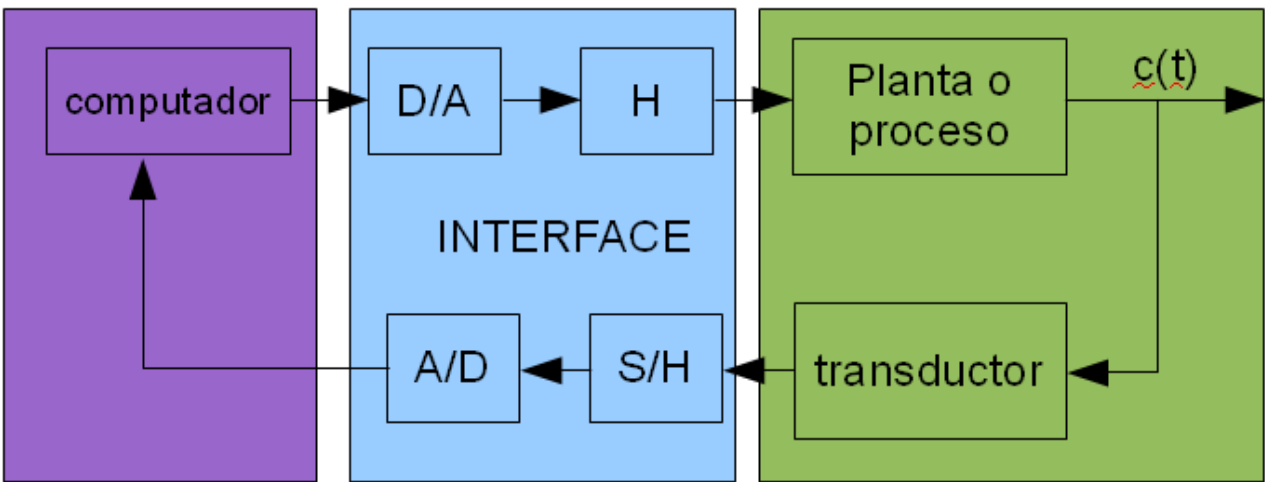 computador
D/A
H
Planta o
proceso
c(t)
INTERFACE
A/D
S/H
transductor